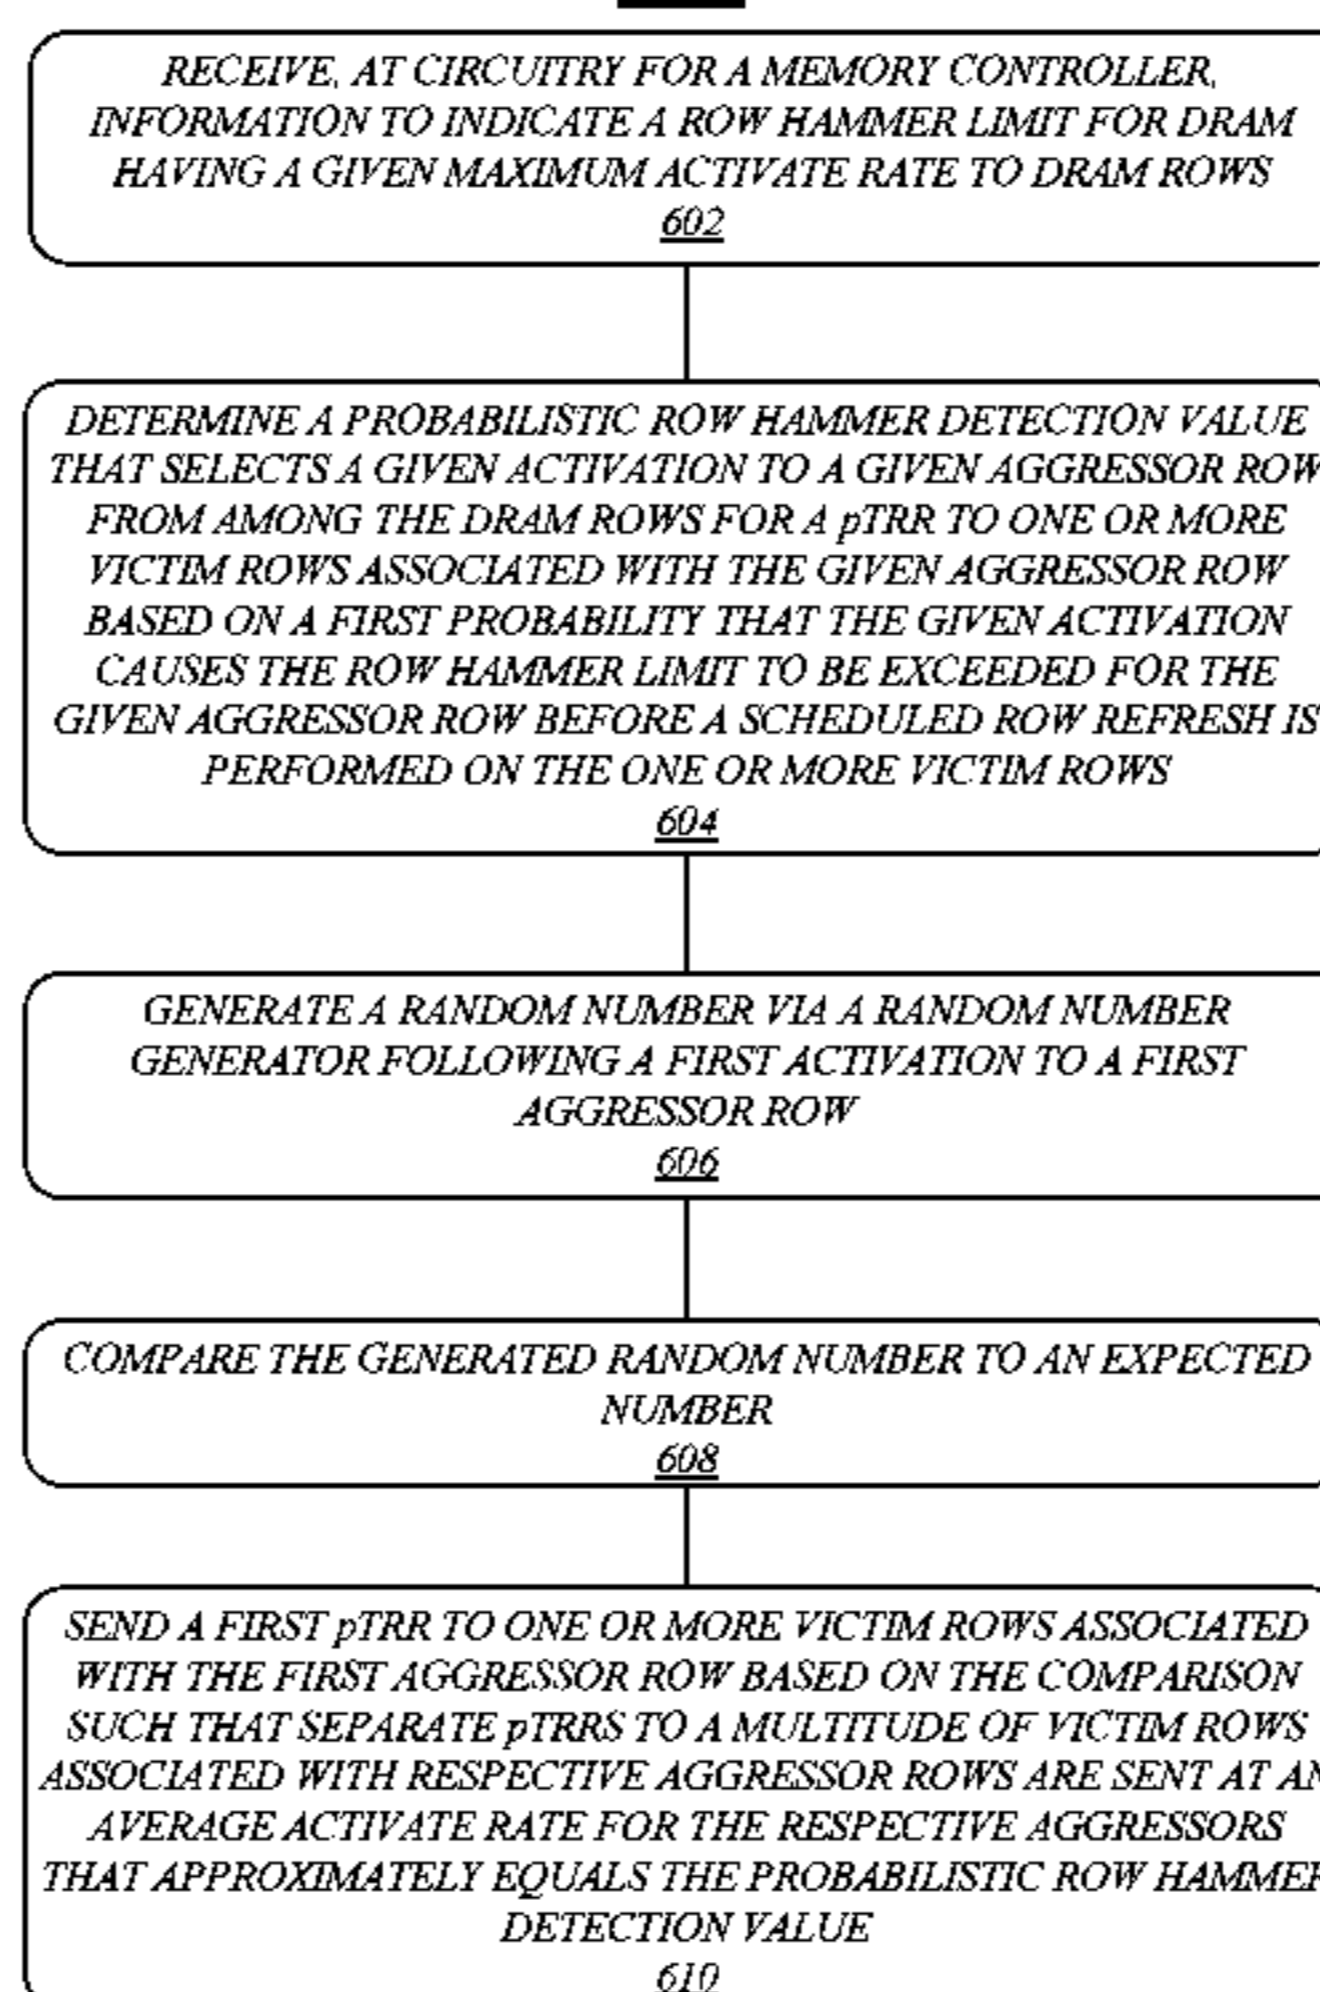 RECEIVE, AT CIRCUITRY FOR A MEMORY CONTROLLER,
INFORMATION TO INDICATE A ROW HAMMER LIMIT FOR DRAM
HAVING A GIVEN MAXIMUM ACTIVATE RATE TO DRAM ROWS
602
DETERMINE A PROBABILISTIC ROW HAMMER DETECTION VALUE
THAT SELECTS A GIVEN ACTIVATION TO A GIVEN AGGRESSOR ROW
FROM AMONG THE DRAM ROWS FOR A pTRR TO ONE OR MORE
VICTIM ROWS ASSOCIATED WITH THE GIVEN AGGRESSOR ROW
BASED ON A FIRST PROBABILITY THAT THE GIVEN ACTIVATION
CAUSES THE ROW HAMMER LIMIT TO BE EXCEEDED FOR THE
GIVEN AGGRESSOR ROW BEFORE A SCHEDULED ROW REFRESH IS
PERFORMED ON THE ONE OR MORE VICTIM ROWS
604
GENERATE A RANDOM NUMBER VIA A RANDOM NUMBER
GENERATOR FOLLOWING A FIRST ACTIVATION TO A FIRST
AGGRESSOR ROW
606
COMPARE THE GENERATED RANDOM NUMBER TO AN EXPECTED
NUMBER
608
SEND A FIRST pTRR TO ONE OR MORE VICTIM ROWS ASSOCIATED
WITH THE FIRST AGGRESSOR ROW BASED ON THE COMPARISON
SUCH THAT SEPARATE pTRRS TO A MULTITUDE OF VICTIM ROWS
ASSOCIATED WITH RESPECTIVE AGGRESSOR ROWS ARE SENT AT AN
AVERAGE ACTIVATE RATE FOR THE RESPECTIVE AGGRESSORS
THAT APPROXIMATELY EQUALS THE PROBABILISTIC ROW HAMMER
DETECTION VALUE
610